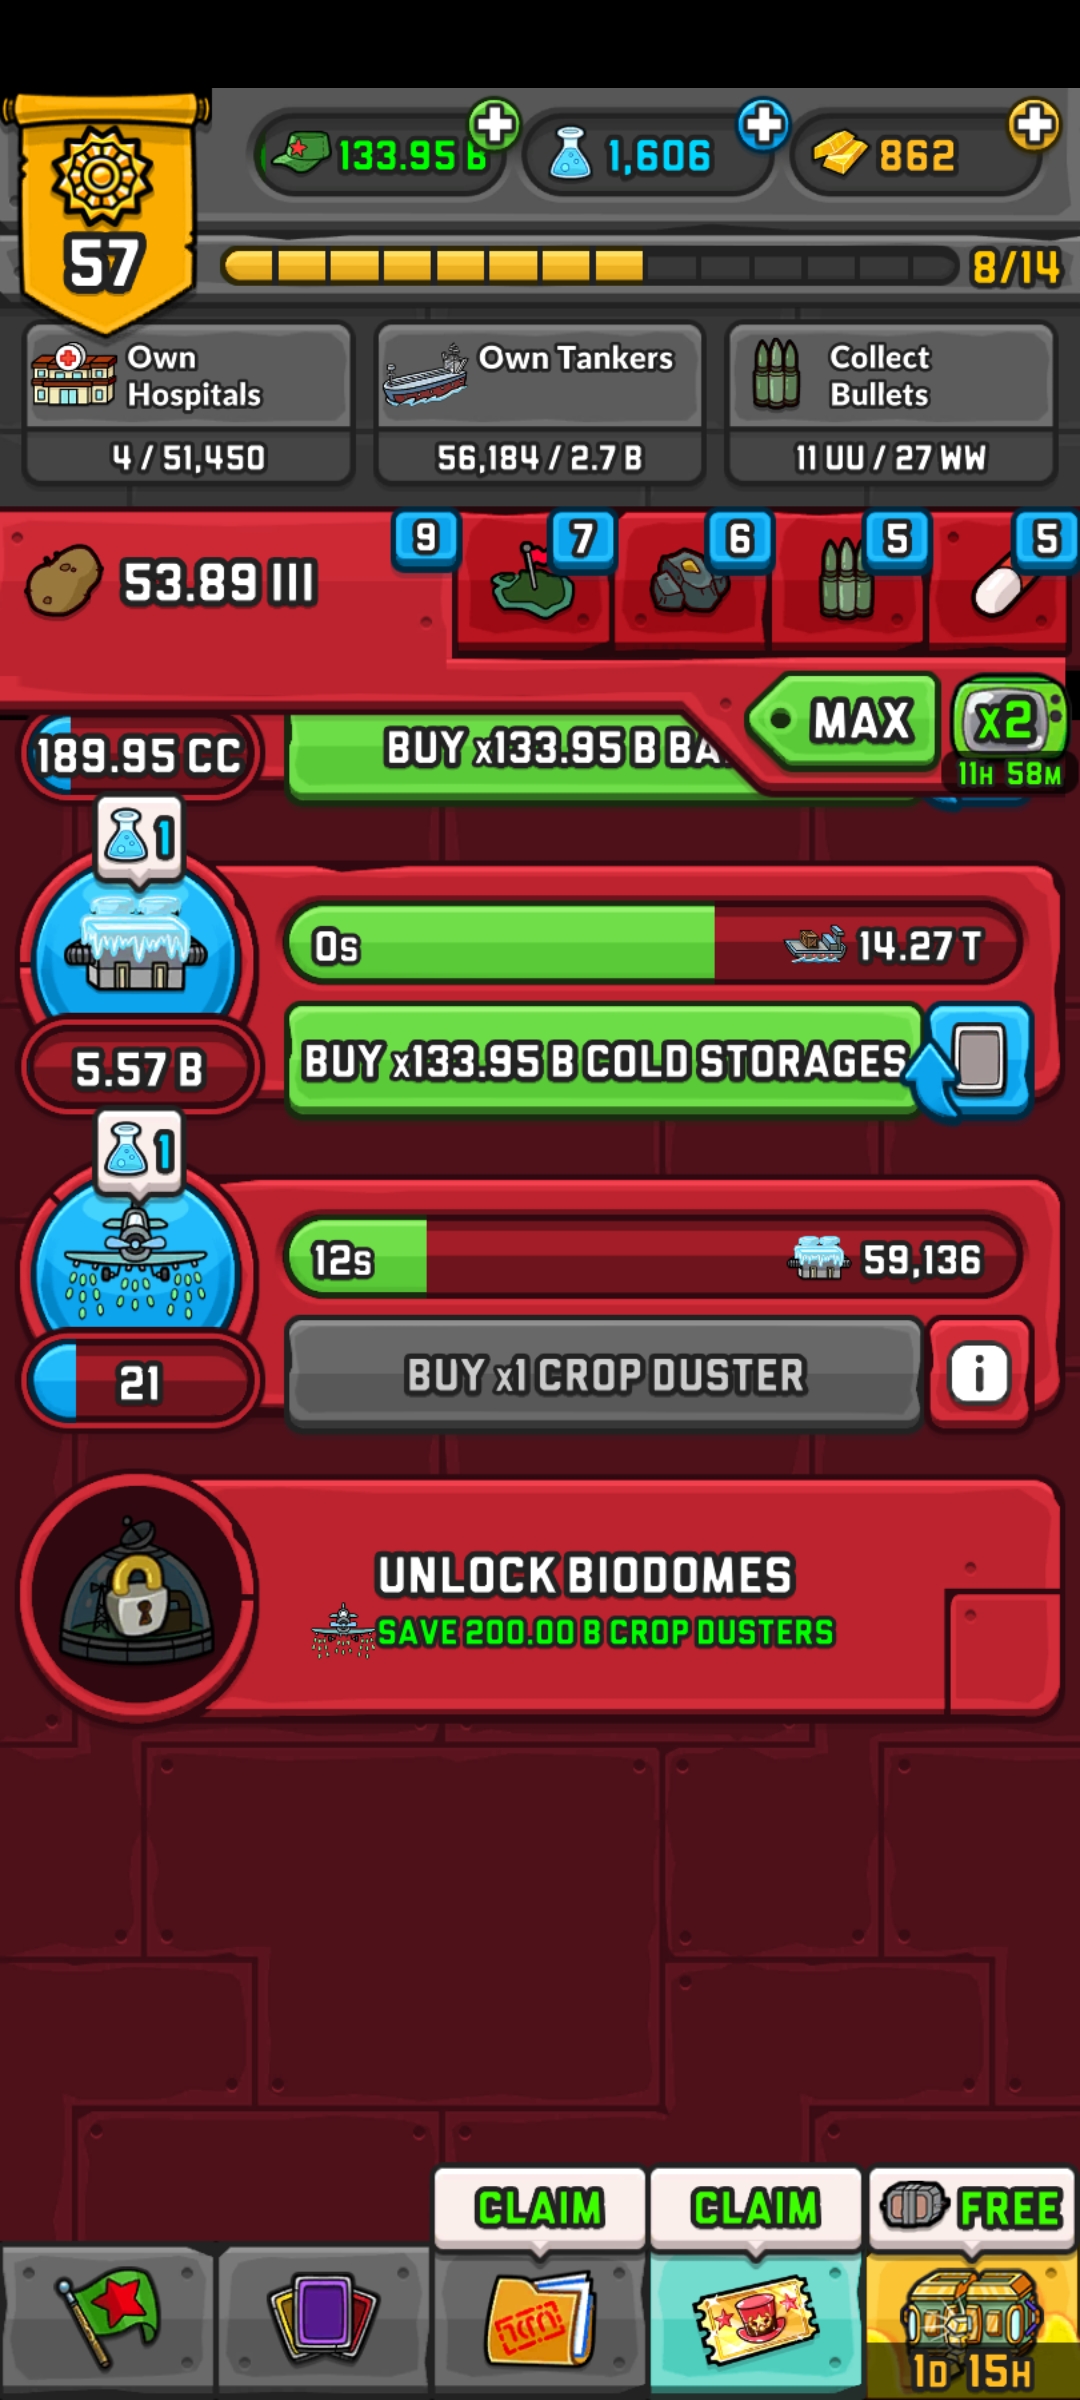 133.95 B
1,606
862
57
8/14
Own
Hospitals
4 / 51,450
Own Tankers
56,184 / 2.7 B
Collect
Bullets
11 UU / 27 WW
53.89 III
9
7
6
5
5
MAX
x2
11H 58M
189.95 CC
BUY x133.95 B BA
1
0s
14.27 T
5.57 B
BUY x133.95 B COLD STORAGES
1
12s
59,136
21
BUY x1 CROP DUSTER
i
UNLOCK BIODOMES
SAVE 200.00 B CROP DUSTERS
CLAIM
CLAIM
FREE
1D 15H